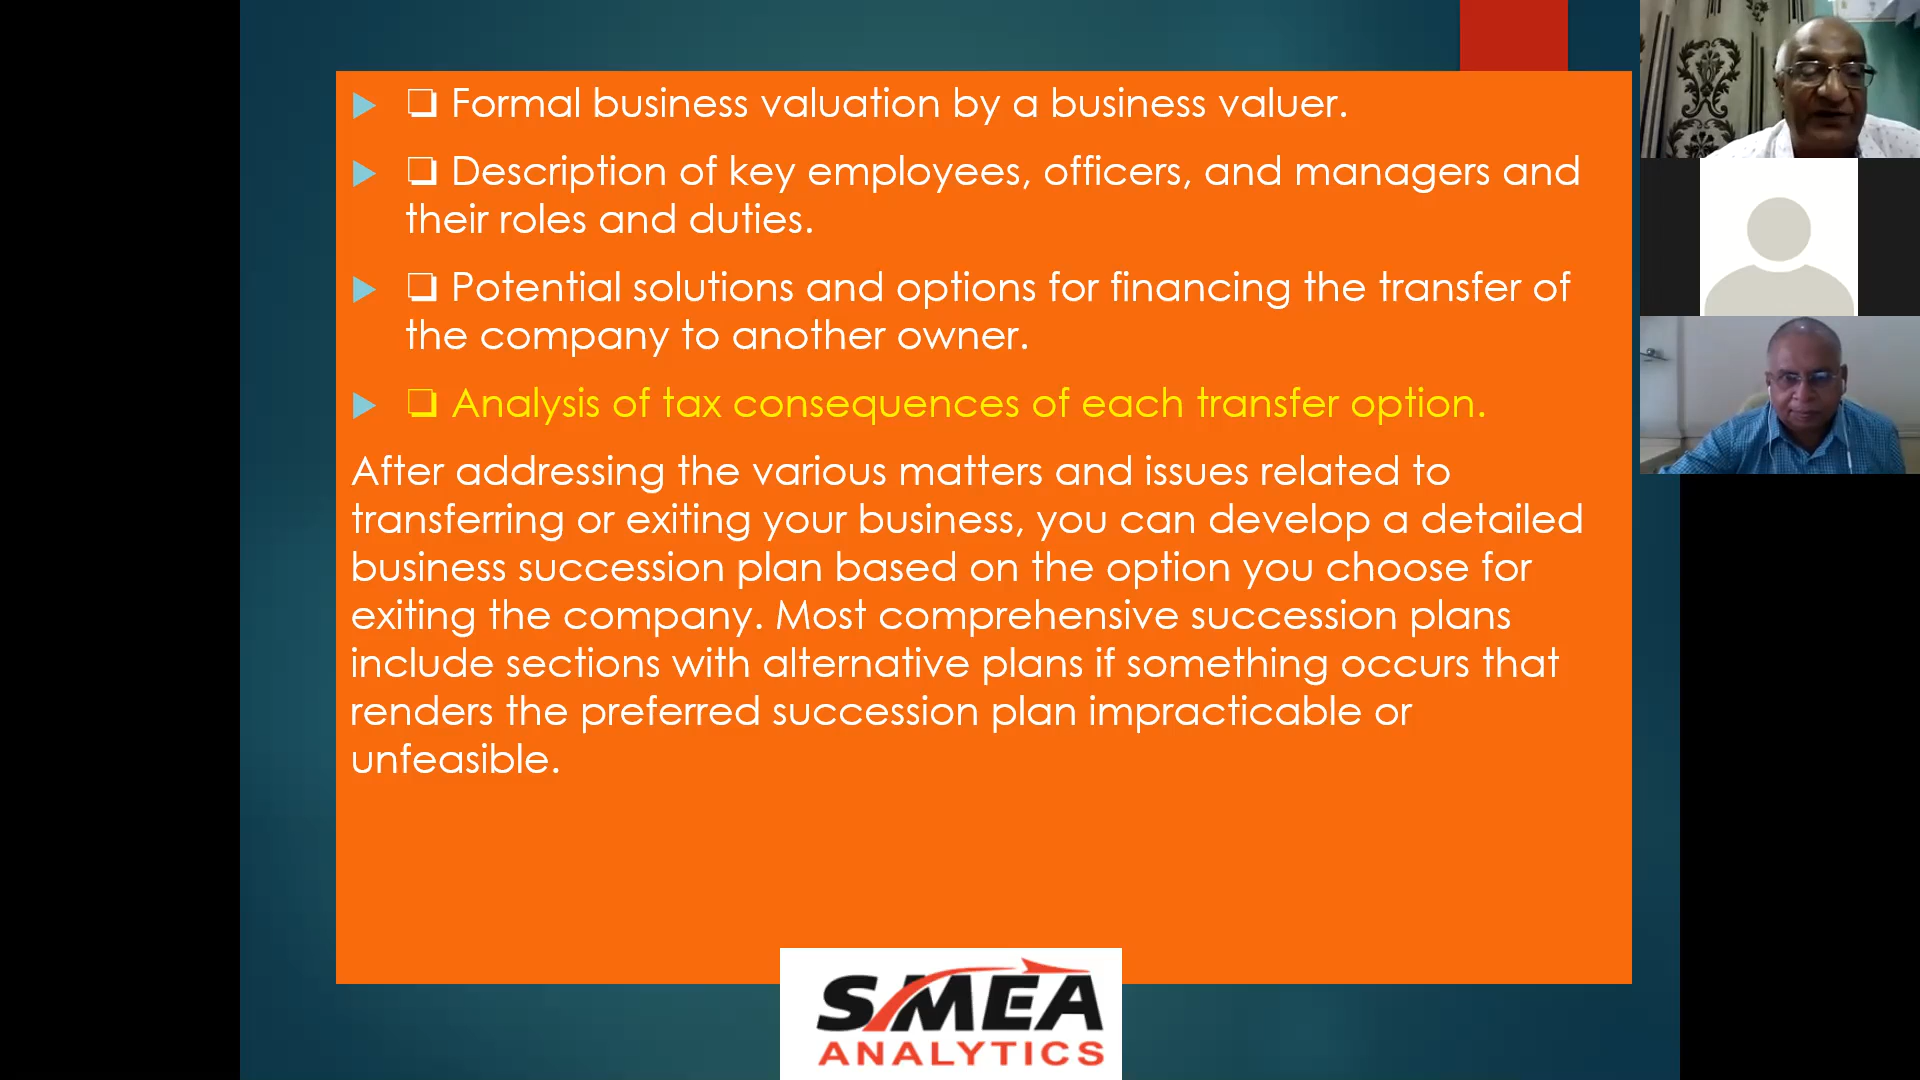 ❑ Formal business valuation by a business valuer.
❑ Description of key employees, officers, and managers and
their roles and duties.
❑ Potential solutions and options for financing the transfer of
the company to another owner.
❑ Analysis of tax consequences of each transfer option.
After addressing the various matters and issues related to
transferring or exiting your business, you can develop a detailed
business succession plan based on the option you choose for
exiting the company. Most comprehensive succession plans
include sections with alternative plans if something occurs that
renders the preferred succession plan impracticable or
unfeasible.
SMEA
ANALYTICS